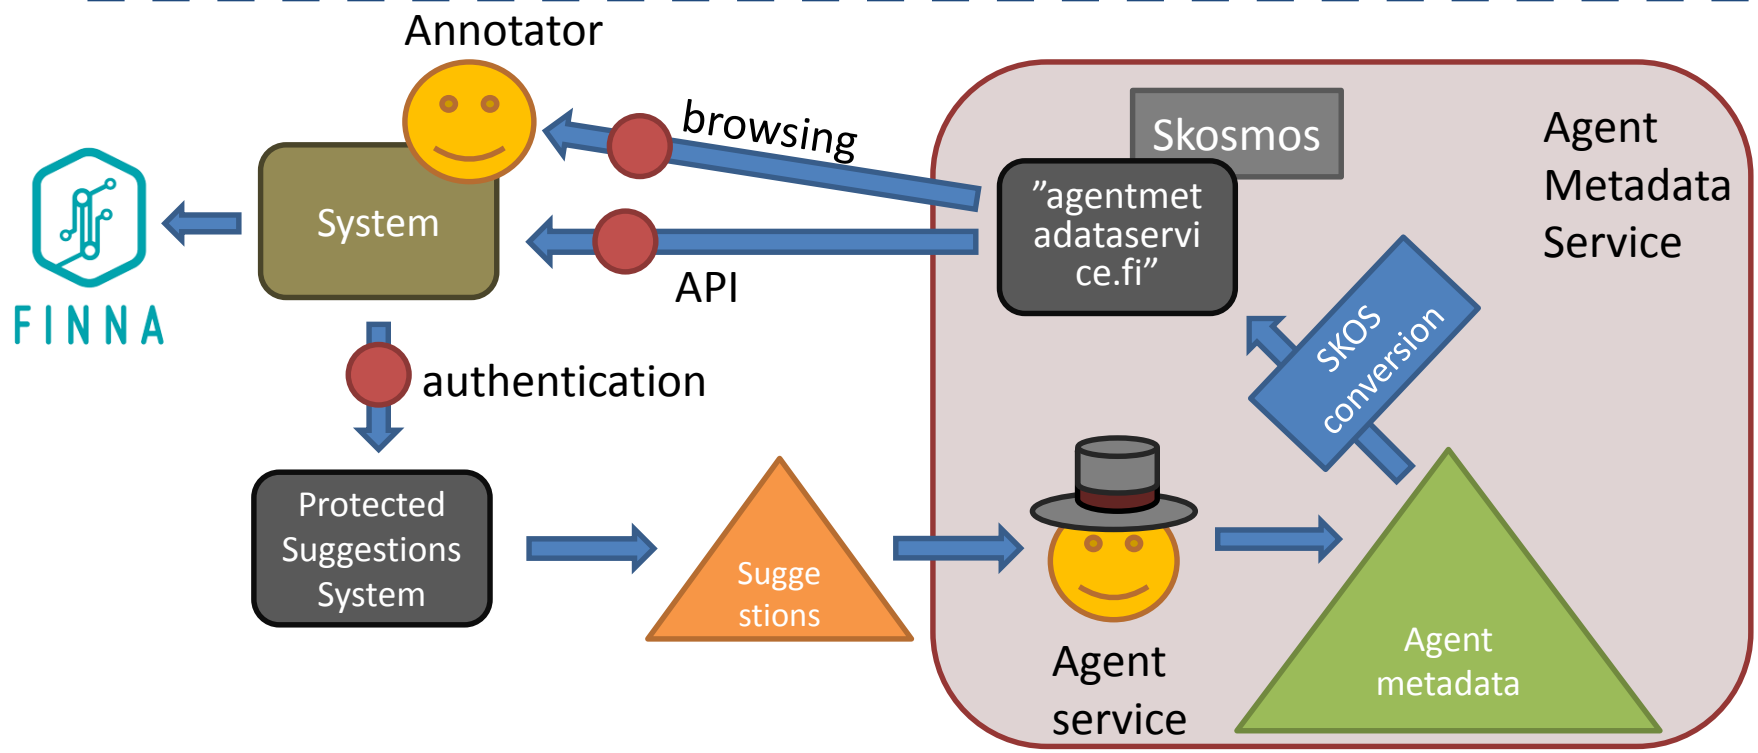 Annotator
browsing
Skosmos
Agent
Metadata
Service
"agentmet
adataservi
ce.fi"
System
API
FINNA
SKOS
conversion
authentication
Protected
Suggestions
System
Sugge
stions
Agent
service
Agent
metadata